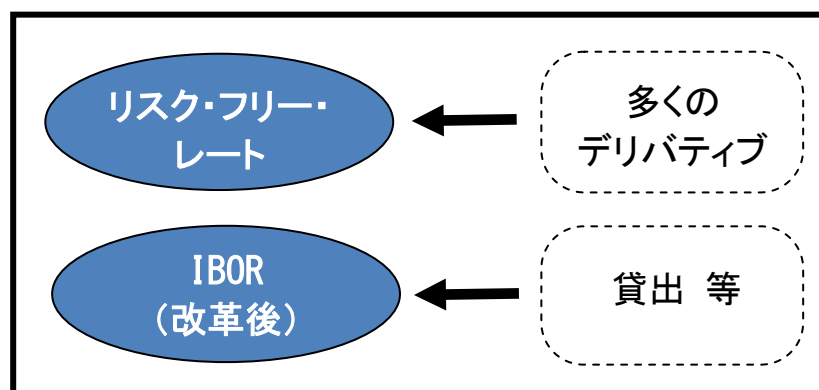 リスク・フリー・
レート
多くの
デリバティブ
IBOR
(改革後)
貸出 等